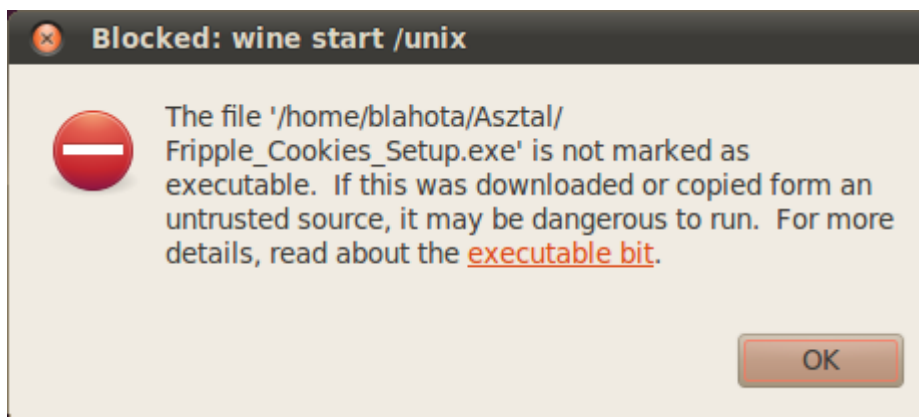 Blocked: wine start /unix
The file '/home/blahota/Asztal/
Fripple_Cookies_Setup.exe' is not marked as
executable.  If this was downloaded or copied form an
untrusted source, it may be dangerous to run.  For more
details, read about the executable bit.
OK